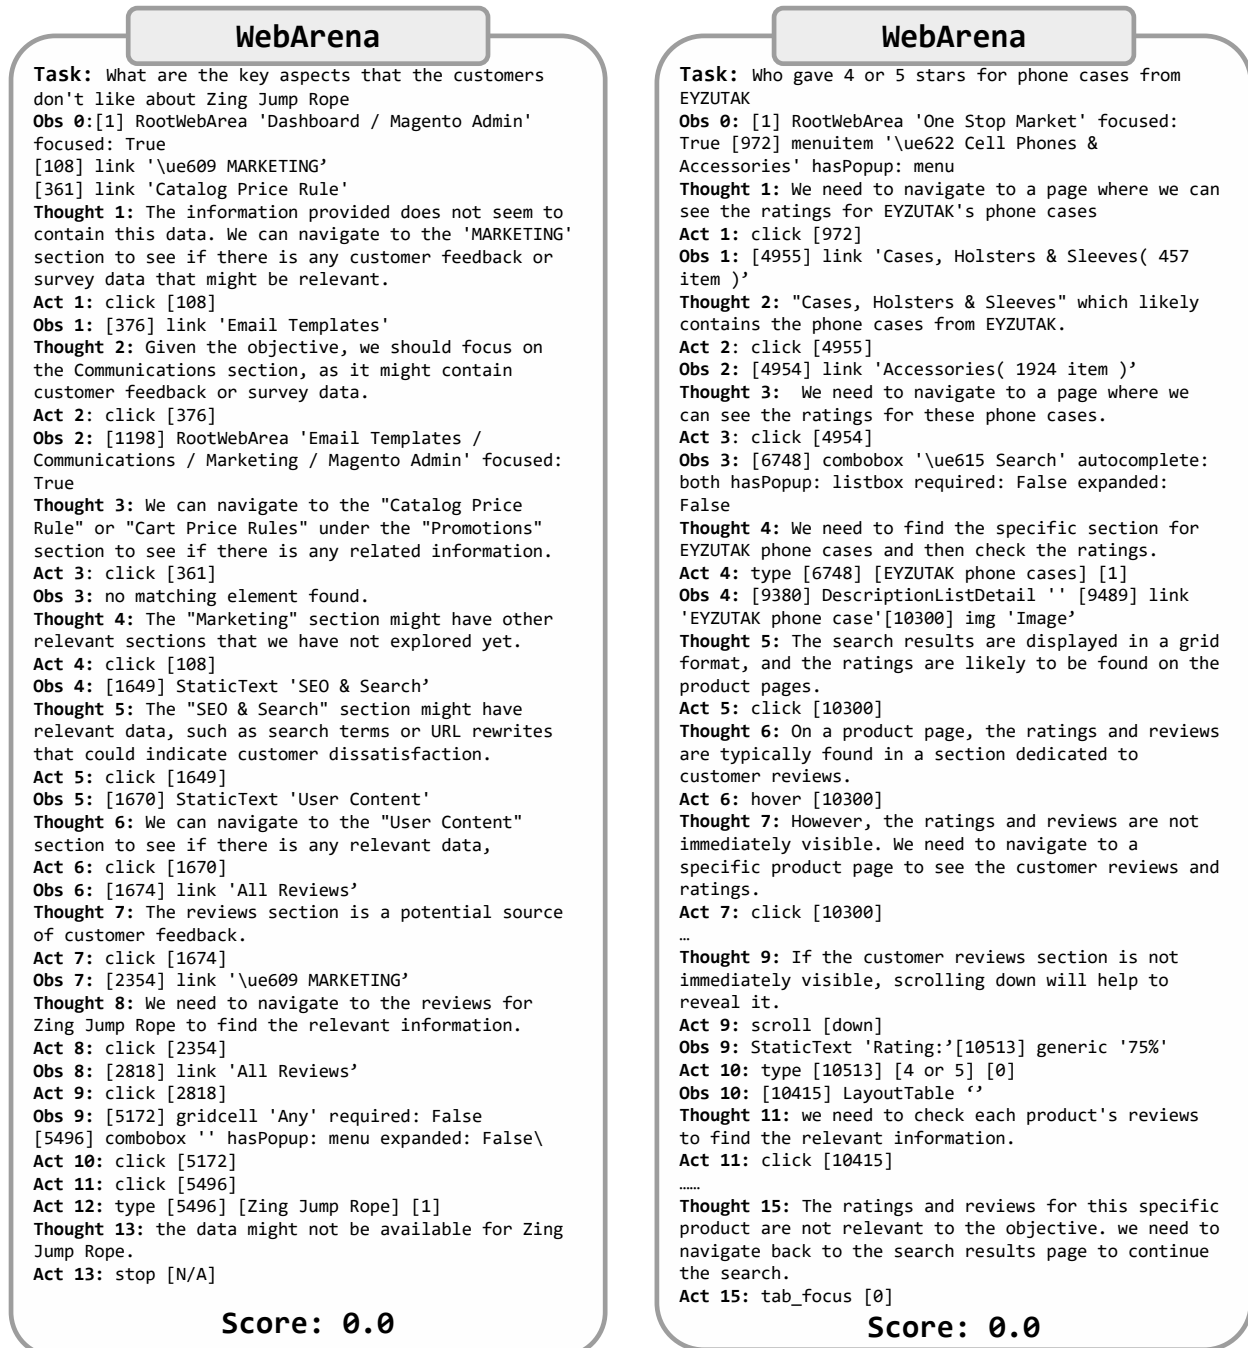 WebArena
Task: What are the key aspects that the customers
don't like about Zing Jump Rope
Obs 0:[1] RootWebArea 'Dashboard / Magento Admin'
focused: True
[108] link '\ue609 MARKETING’
[361] link 'Catalog Price Rule'
Thought 1: The information provided does not seem to
contain this data. We can navigate to the 'MARKETING'
section to see if there is any customer feedback or
survey data that might be relevant.
Act 1: click [108]
Obs 1: [376] link 'Email Templates'
Thought 2: Given the objective, we should focus on
the Communications section, as it might contain
customer feedback or survey data.
Act 2: click [376]
Obs 2: [1198] RootWebArea 'Email Templates /
Communications / Marketing / Magento Admin' focused:
True
Thought 3: We can navigate to the "Catalog Price
Rule" or "Cart Price Rules" under the "Promotions"
section to see if there is any related information.
Act 3: click [361]
Obs 3: no matching element found.
Thought 4: The "Marketing" section might have other
relevant sections that we have not explored yet.
Act 4: click [108]
Obs 4: [1649] StaticText 'SEO & Search’
Thought 5: The "SEO & Search" section might have
relevant data, such as search terms or URL rewrites
that could indicate customer dissatisfaction.
Act 5: click [1649]
Obs 5: [1670] StaticText 'User Content'
Thought 6: We can navigate to the "User Content"
section to see if there is any relevant data,
Act 6: click [1670]
Obs 6: [1674] link 'All Reviews’
Thought 7: The reviews section is a potential source
of customer feedback.
Act 7: click [1674]
Obs 7: [2354] link '\ue609 MARKETING’
Thought 8: We need to navigate to the reviews for
Zing Jump Rope to find the relevant information.
Act 8: click [2354]
Obs 8: [2818] link 'All Reviews’
Act 9: click [2818]
Obs 9: [5172] gridcell 'Any' required: False
[5496] combobox '' hasPopup: menu expanded: False\
Act 10: click [5172]
Act 11: click [5496]
Act 12: type [5496] [Zing Jump Rope] [1]
Thought 13: the data might not be available for Zing
Jump Rope.
Act 13: stop [N/A]
Score: 0.0
WebArena
Task: Who gave 4 or 5 stars for phone cases from
EYZUTAK
Obs 0: [1] RootWebArea 'One Stop Market' focused:
True [972] menuitem '\ue622 Cell Phones &
Accessories' hasPopup: menu
Thought 1: We need to navigate to a page where we can
see the ratings for EYZUTAK's phone cases
Act 1: click [972]
Obs 1: [4955] link 'Cases, Holsters & Sleeves( 457
item )’
Thought 2: "Cases, Holsters & Sleeves" which likely
contains the phone cases from EYZUTAK.
Act 2: click [4955]
Obs 2: [4954] link 'Accessories( 1924 item )’
Thought 3: We need to navigate to a page where we
can see the ratings for these phone cases.
Act 3: click [4954]
Obs 3: [6748] combobox '\ue615 Search' autocomplete:
both hasPopup: listbox required: False expanded:
False
Thought 4: We need to find the specific section for
EYZUTAK phone cases and then check the ratings.
Act 4: type [6748] [EYZUTAK phone cases] [1]
Obs 4: [9380] DescriptionListDetail '' [9489] link
'EYZUTAK phone case'[10300] img 'Image’
Thought 5: The search results are displayed in a grid
format, and the ratings are likely to be found on the
product pages.
Act 5: click [10300]
Thought 6: On a product page, the ratings and reviews
are typically found in a section dedicated to
customer reviews.
Act 6: hover [10300]
Thought 7: However, the ratings and reviews are not
immediately visible. We need to navigate to a
specific product page to see the customer reviews and
ratings.
Act 7: click [10300]
…
Thought 9: If the customer reviews section is not
immediately visible, scrolling down will help to
reveal it.
Act 9: scroll [down]
Obs 9: StaticText 'Rating:’[10513] generic '75%'
Act 10: type [10513] [4 or 5] [0]
Obs 10: [10415] LayoutTable ‘’
Thought 11: we need to check each product's reviews
to find the relevant information.
Act 11: click [10415]
……
Thought 15: The ratings and reviews for this specific
product are not relevant to the objective. we need to
navigate back to the search results page to continue
the search.
Act 15: tab_focus [0]
Score: 0.0